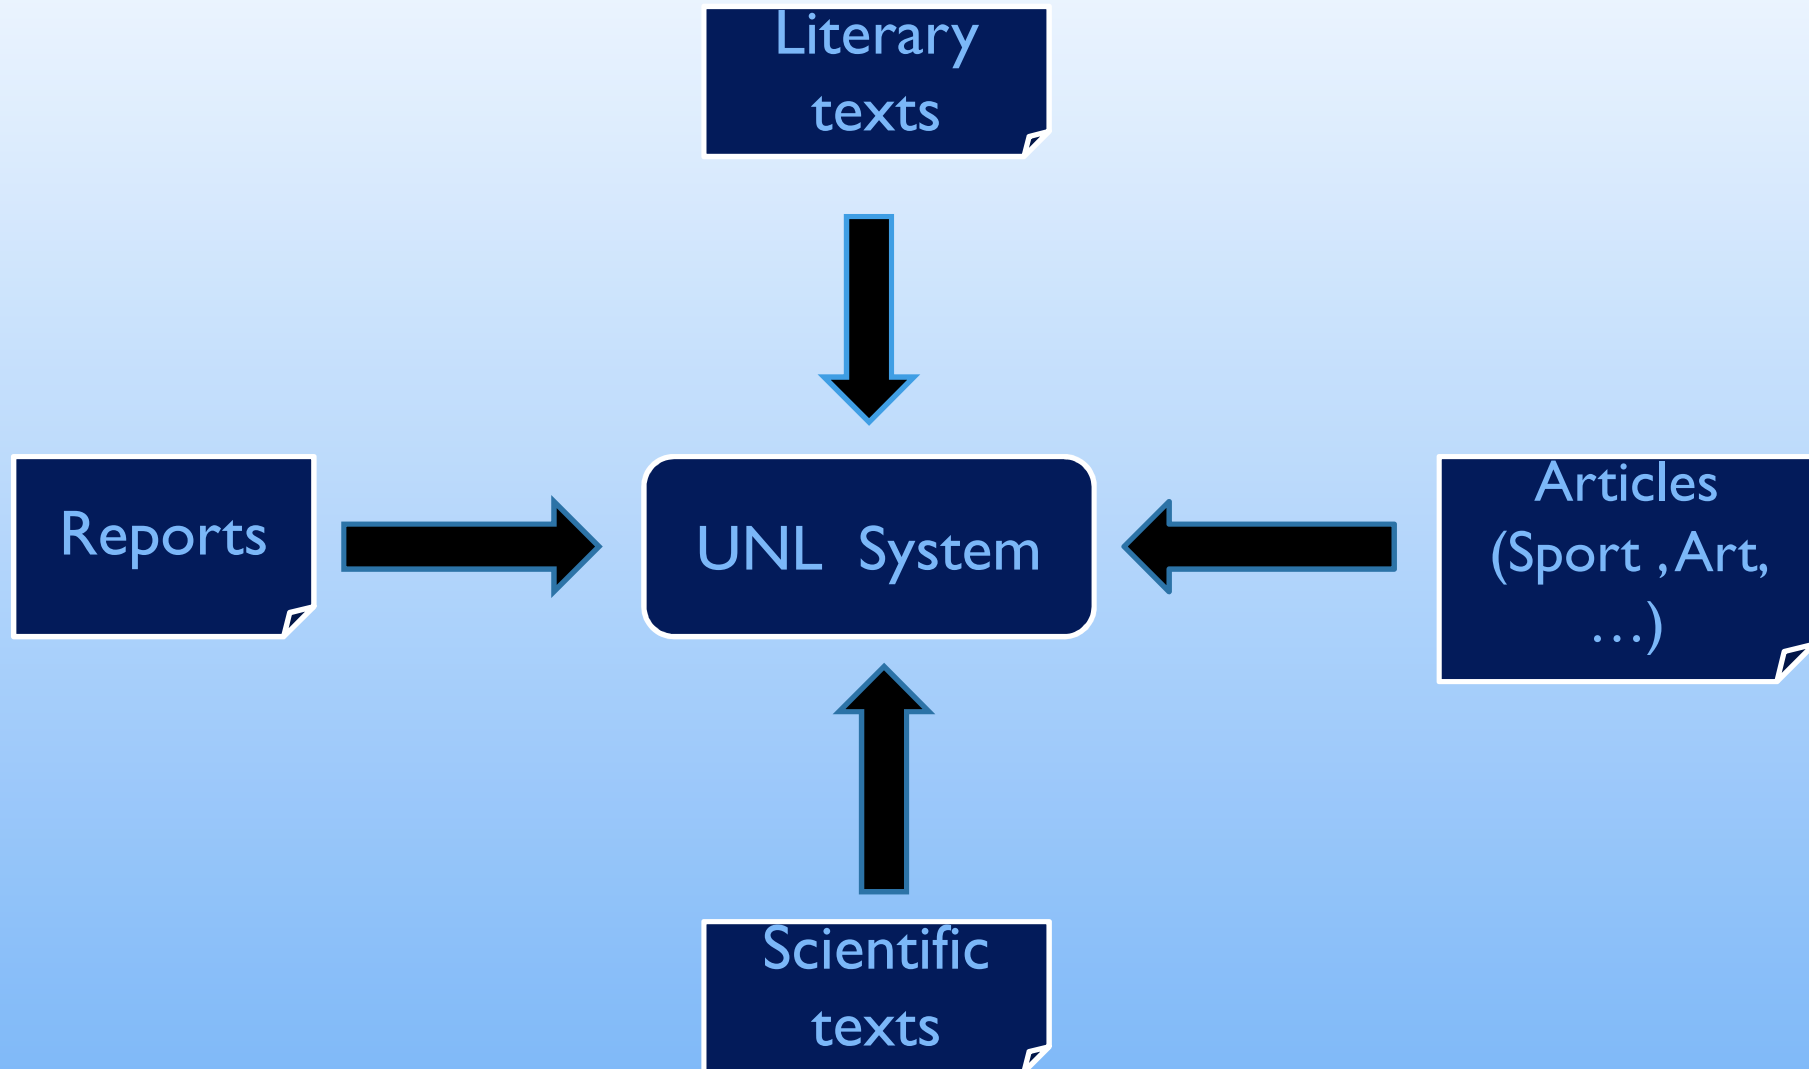 Literary
texts
Reports
UNL System
Articles
(Sport , Art,
…)
Scientific
texts